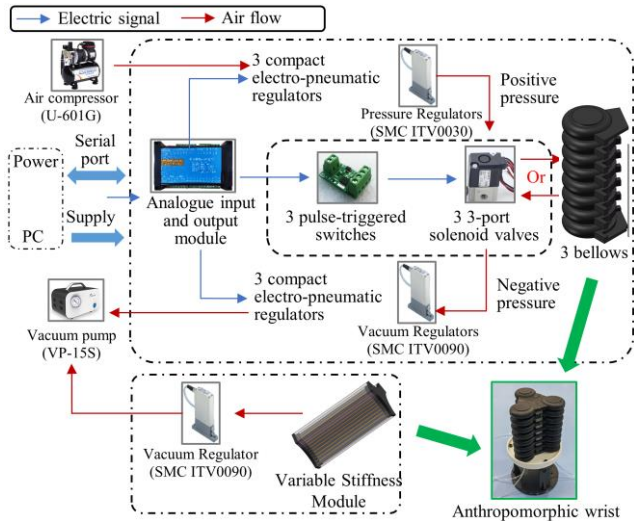 Electric signal
Air flow
Air compressor
(U-601G)
3 compact
electro-pneumatic
regulators
Pressure Regulators
(SMC ITV0030)
Positive
pressure
Power
PC
Serial
port
Supply
Analogue input
and output
module
3 pulse-triggered
switches
3 3-port
solenoid valves
Or
3 bellows
3 compact
electro-pneumatic
regulators
Vacuum Regulators
(SMC ITV0090)
Negative
pressure
Vacuum pump
(VP-15S)
Vacuum Regulator
(SMC ITV0090)
Variable Stiffness
Module
Anthropomorphic wrist